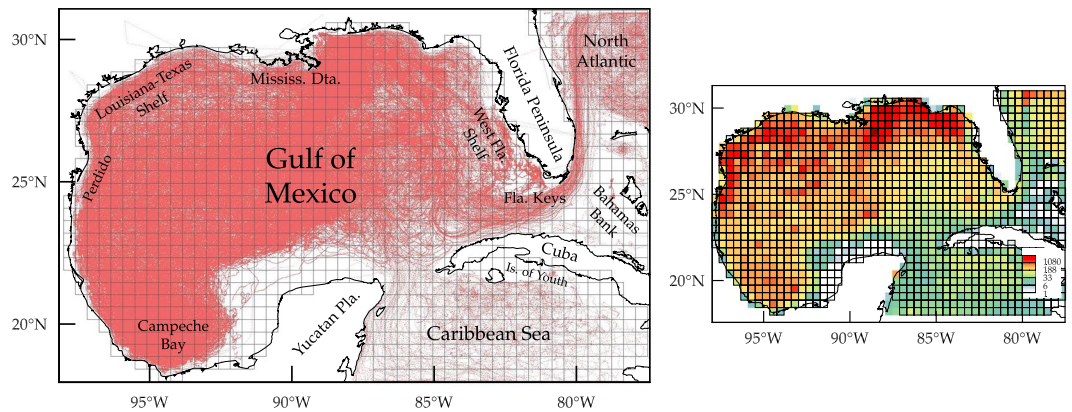 30°N
25°N
20°N
95°W
90°W
85°W
80°W
North
Atlantic
Mississ. Dta.
Louisiana-Texas
Shelf
Florida Peninsula
West Fla.
Shelf
Perdido
Gulf of
Mexico
Fla. Keys
Bahamas
Bank
Cuba
Is. of Youth
Campeche
Bay
Yucatan Pla.
Caribbean Sea
30°N
25°N
20°N
1080
188
33
6
1
95°W
90°W
85°W
80°W